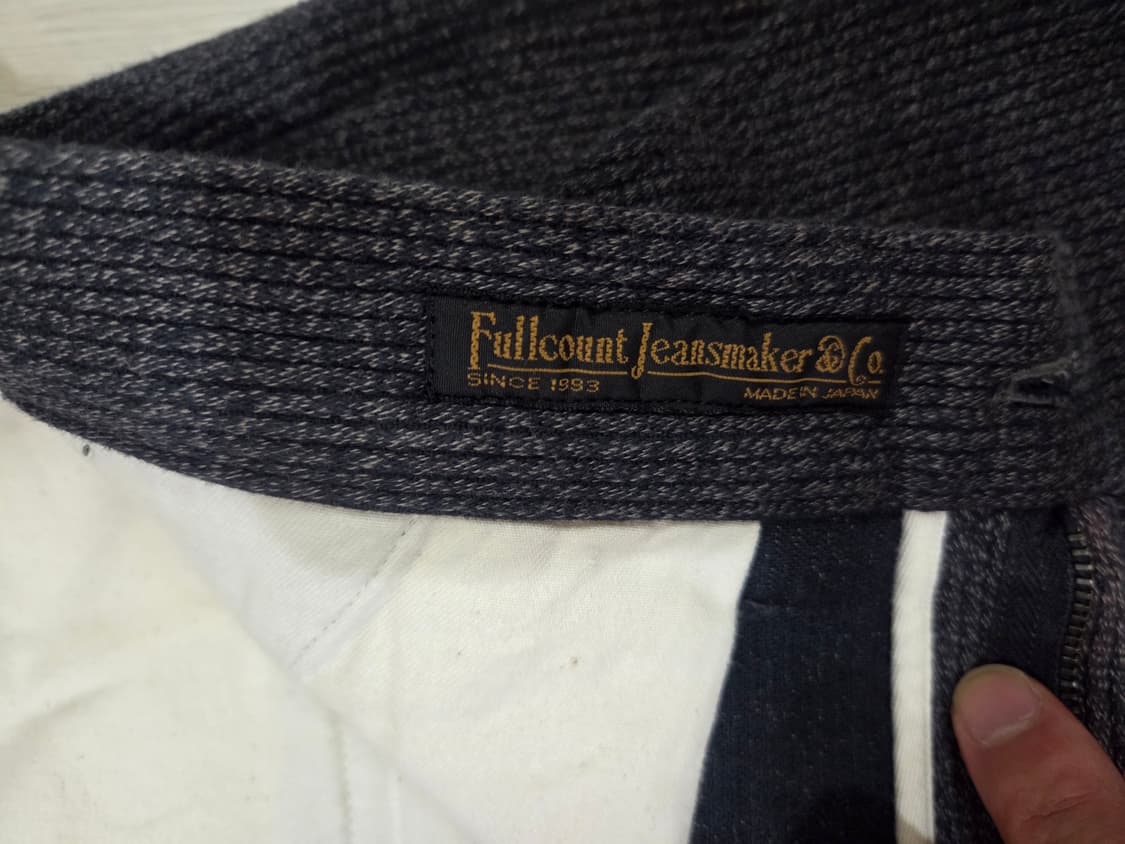 Fullcount Jeansmaker & Co.
SINCE 1993 MADE IN JAPAN